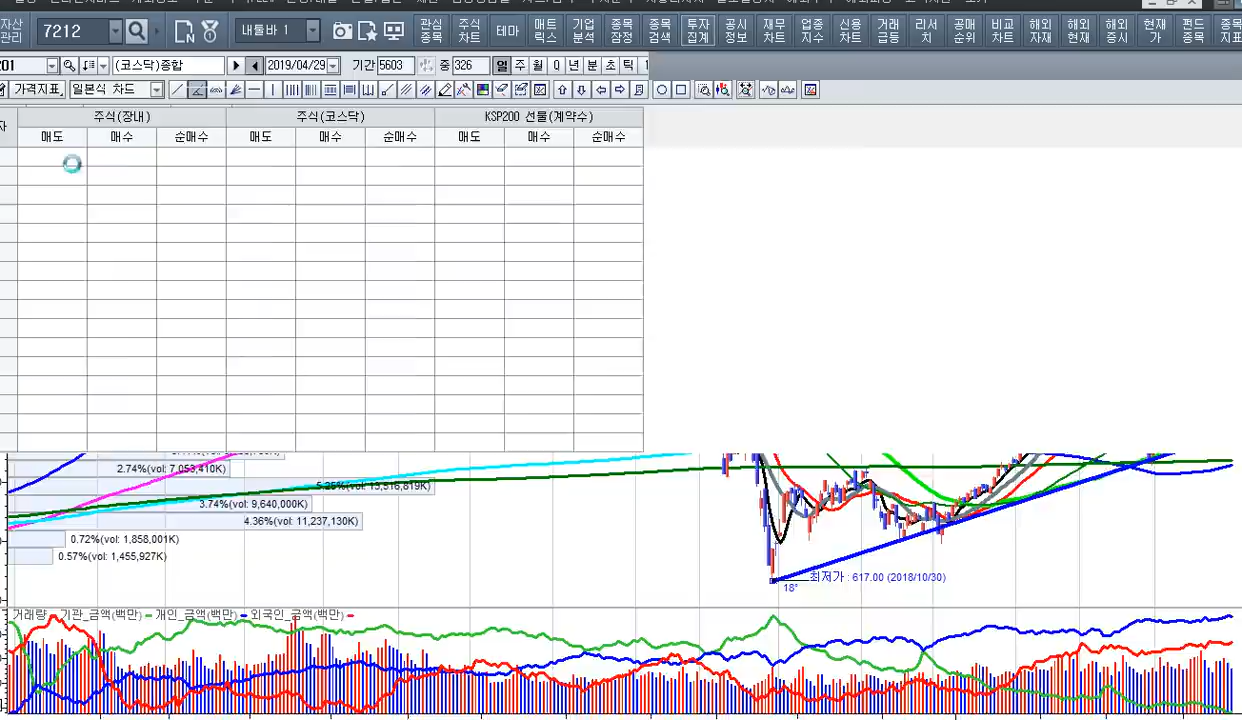 자산
관리
7212
내툴바 1
관심
종목
주식
차트
테마
매트
릭스
기업
분석
종목
잠정
종목
검색
투자
집계
공시
정보
재무
차트
업종
지수
신용
차트
거래
급등
리서
치
공매
순위
비교
차트
해외
자재
해외
현재
해외
증시
현재
가
펀드
종목
종목
지표
(코스닥)종합 2019/04/29 기간 5603 종 326 일 주 월 Q 년 분 초 틱 1
가격지표 일본식 차트
자 주식(장내) 주식(코스닥) KSP200 선물(계약수)
매도 매수 순매수 매도 매수 순매수 매도 매수 순매수
2.74%(vol: 7,053,410K)
5.25%(vol: 13,516,819K)
3.74%(vol: 9,640,000K)
4.36%(vol: 11,237,130K)
0.72%(vol: 1,858,001K)
0.57%(vol: 1,455,927K)
최저가 : 617.00 (2018/10/30)
18°
거래량 기관_금액(백만) 개인_금액(백만) 외국인_금액(백만)